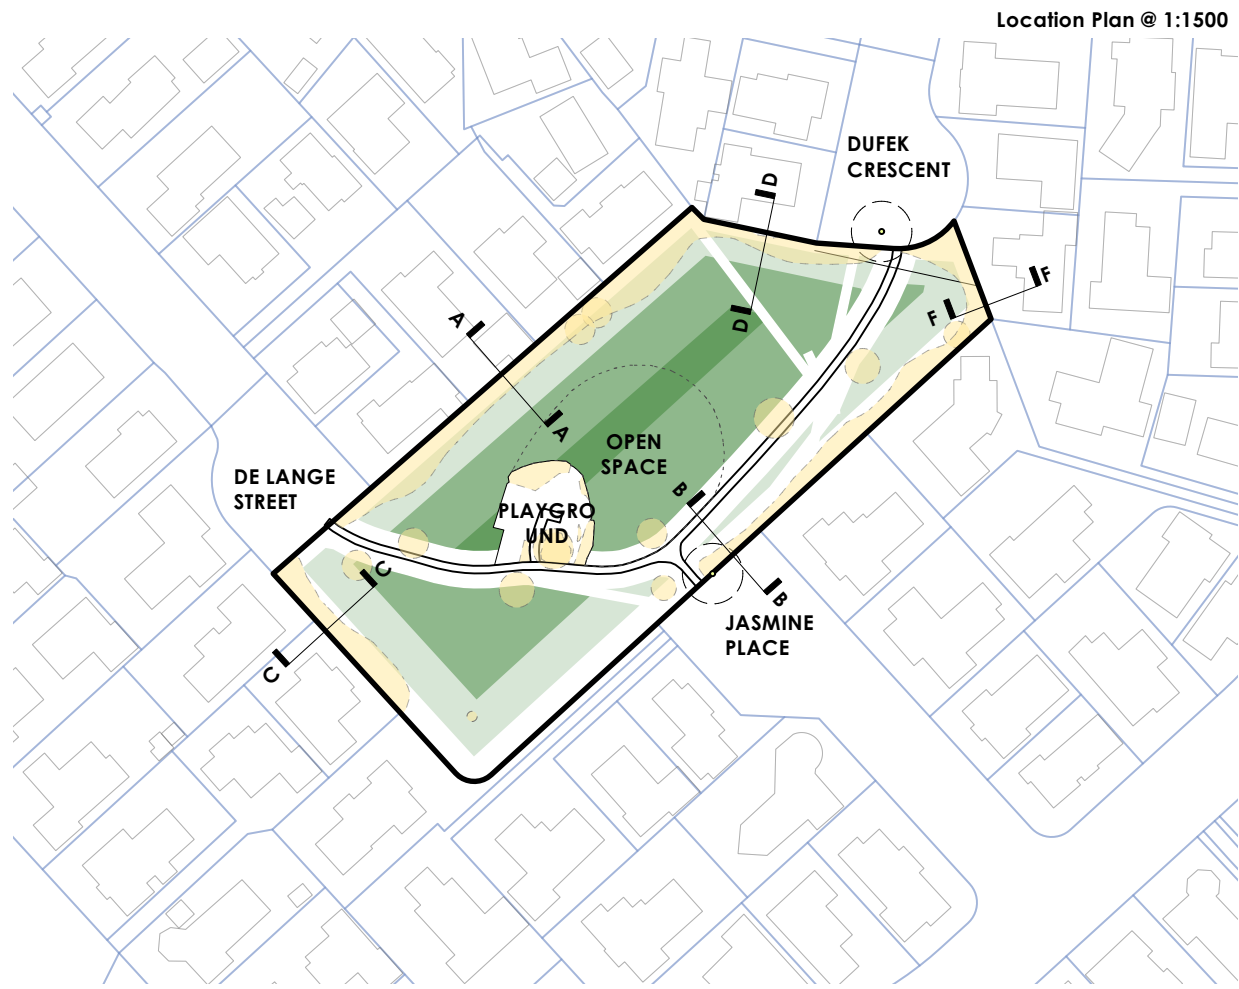 Location Plan @ 1:1500
DUFEK
CRESCENT
D
D
F
F
A
A
OPEN
SPACE
DE LANGE
STREET
B
PLAYGRO
UND
C
B
JASMINE
PLACE
C